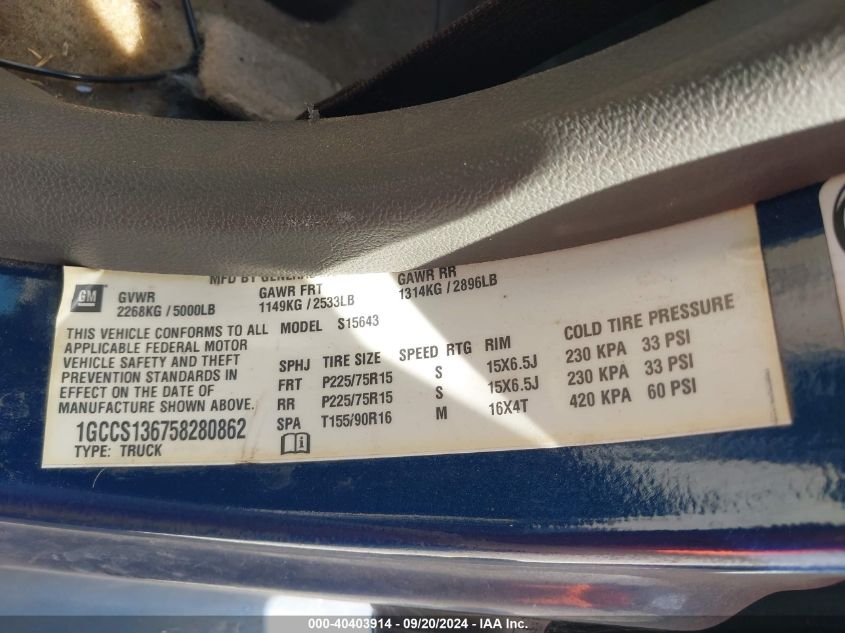 MFD BY
GM
GVWR
2268KG / 5000LB
GAWR FRT
1149KG / 2533LB
GAWR RR
1314KG / 2896LB
THIS VEHICLE CONFORMS TO ALL
APPLICABLE FEDERAL MOTOR
VEHICLE SAFETY AND THEFT
PREVENTION STANDARDS IN
EFFECT ON THE DATE OF
MANUFACTURE SHOWN ABOVE.
1GCCS136758280862
TYPE: TRUCK
MODEL S15643
SPHJ TIRE SIZE SPEED RTG RIM COLD TIRE PRESSURE
FRT P225/75R15 S 15X6.5J 230 KPA 33 PSI
RR P225/75R15 S 15X6.5J 230 KPA 33 PSI
SPA T155/90R16 M 16X4T 420 KPA 60 PSI
000-40403914 - 09/20/2024 - IAA Inc.